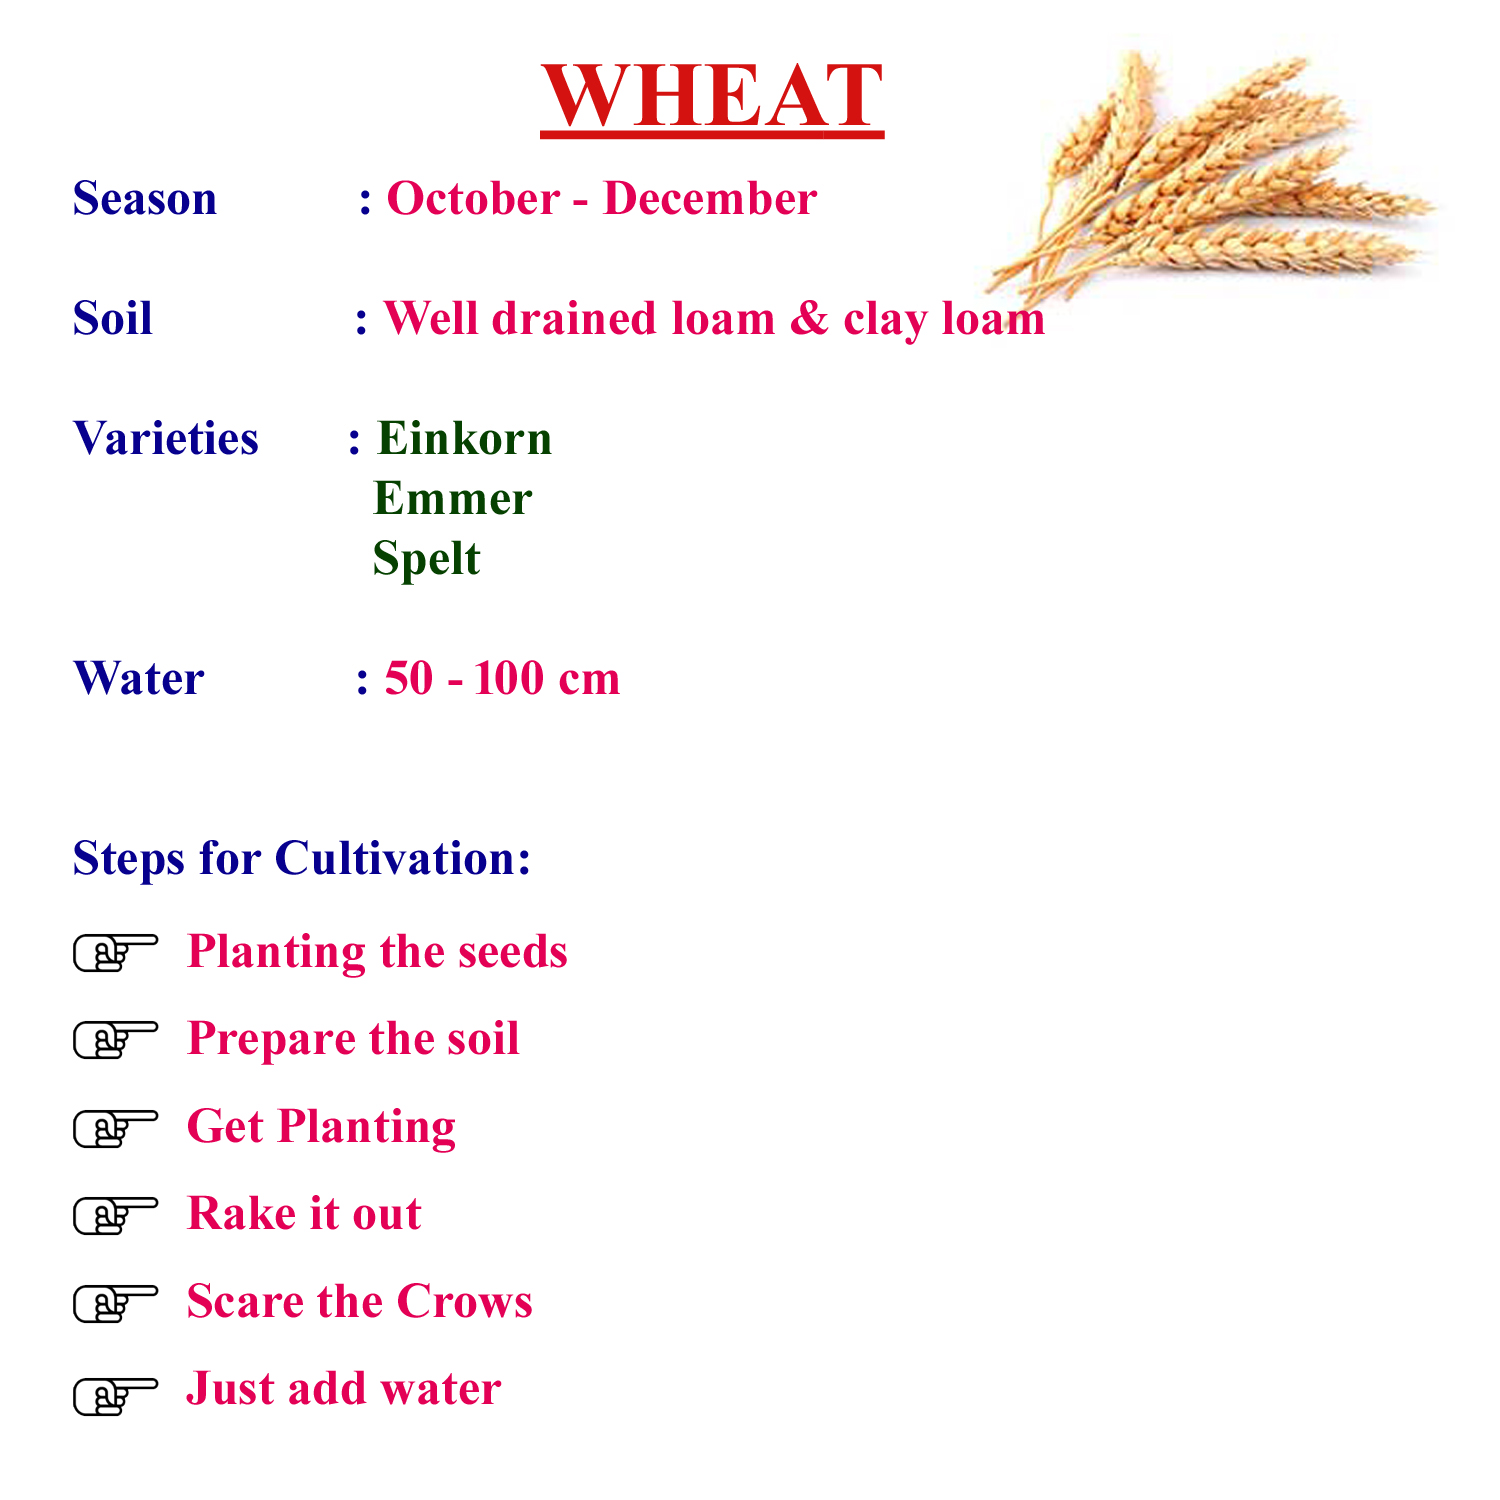 WHEAT
Season : October - December
Soil : Well drained loam & clay loam
Varieties : Einkorn
Emmer
Spelt
Water : 50 - 100 cm
Steps for Cultivation:
Planting the seeds
Prepare the soil
Get Planting
Rake it out
Scare the Crows
Just add water